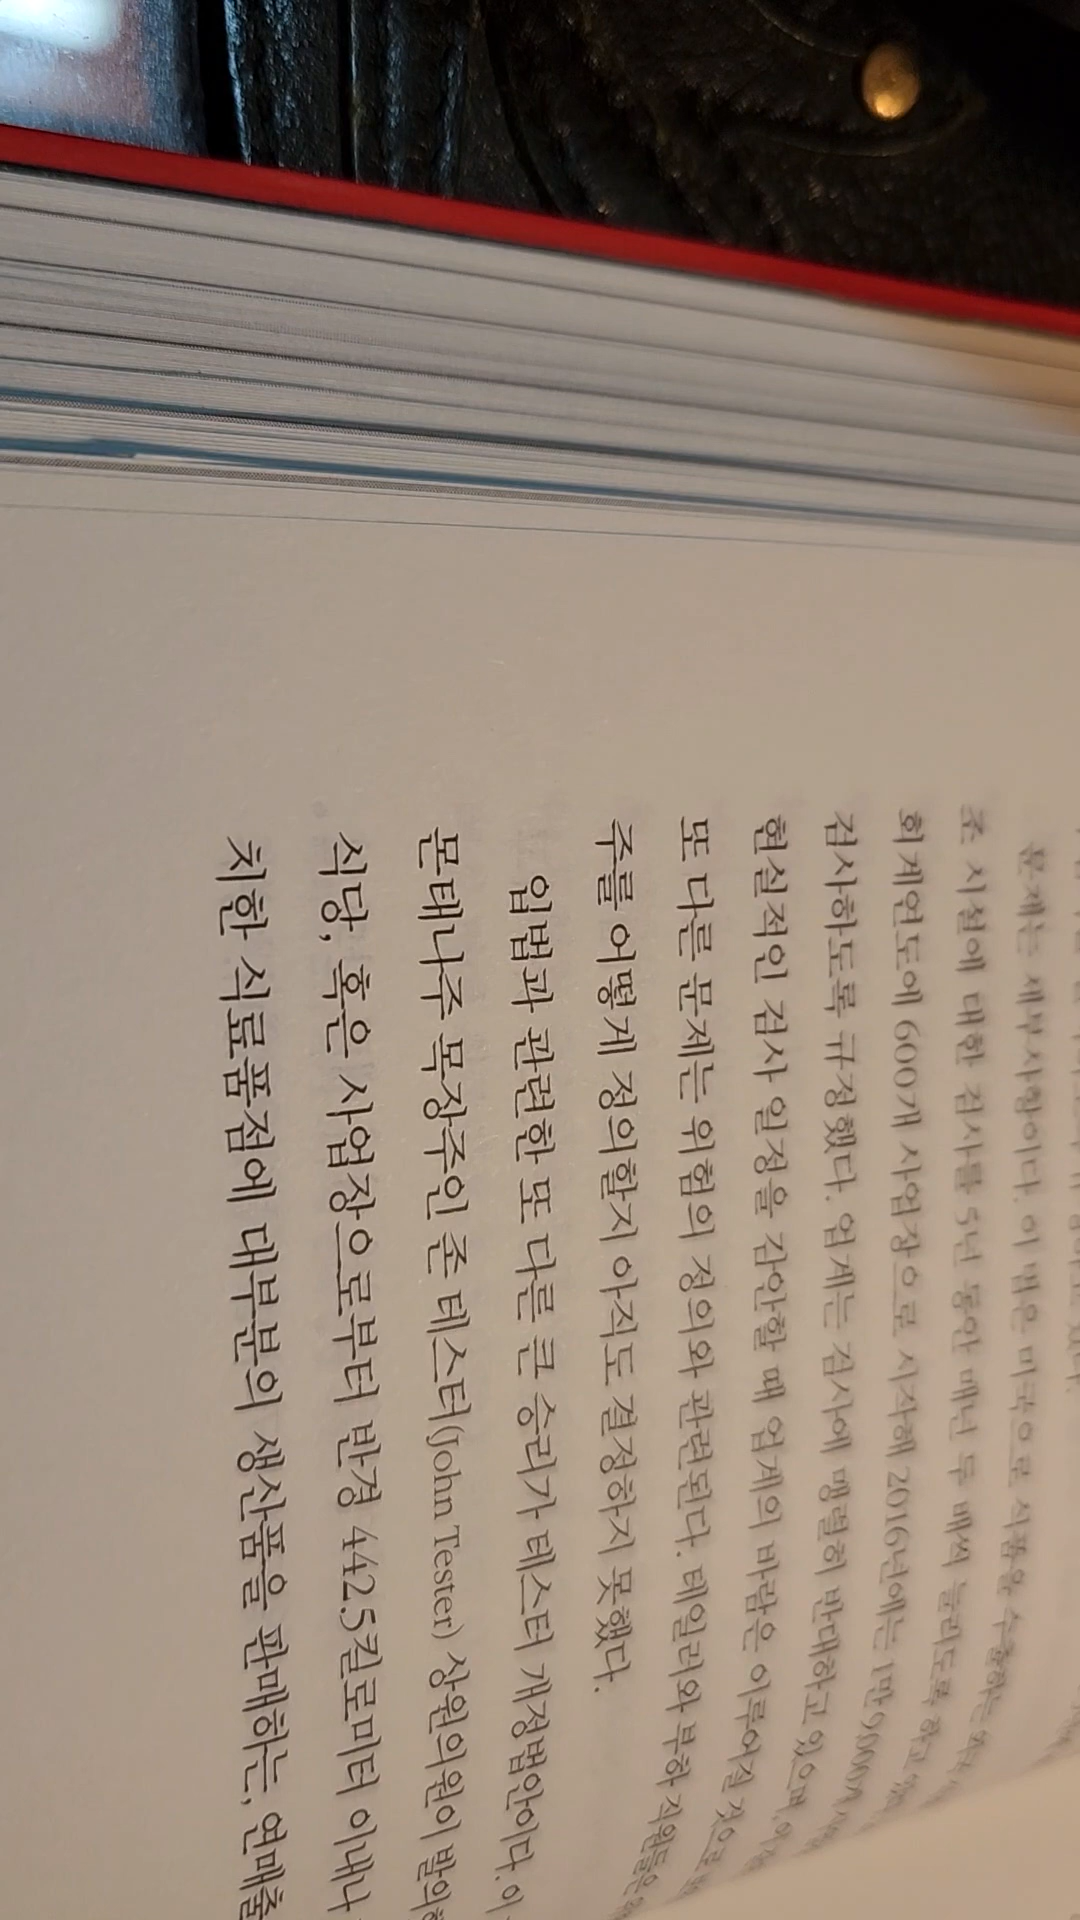 문제는 세부사항이다. 이 법은 미국으로 식품을 수출하는
조 시설에 대한 검사를 5년 동안 매년 두 배씩 늘리도록 하고
회계연도에 600개 사업장으로 시작해 2016년에는 1만 9000개
검사하도록 규정했다. 업계는 검사에 맹렬히 반대하고 있으며,
현실적인 검사 일정을 감안할 때 업계의 바람은 이루어질 것으로
또 다른 문제는 위험의 정의와 관련된다. 테일러와 부하 직원들은
주를 어떻게 정의할지 아직도 결정하지 못했다.
입법과 관련한 또 다른 큰 승리가 테스터 개정법안이다. 이
몬태나주 목장주인 존 테스터(John Tester) 상원의원이 발의한
식당, 혹은 사업장으로부터 반경 442.5킬로미터 이내나
치한 식료품점에 대부분의 생산품을 판매하는, 연매출